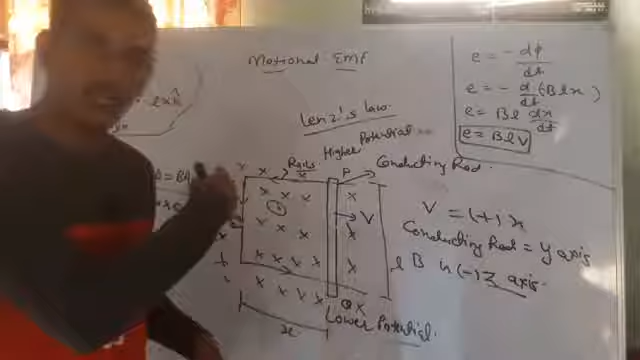 Motional EMF
Lenz's law
Higher Potential
Rails
Conducting Rod.
P
V
l
Q
x
Lower Potential.
e = - dφ/dt
e = - d/dt (Blx)
e = Bl dx/dt
e = BlV
V = (+) x
Conducting Rod = y axis
B in (-) z axis.